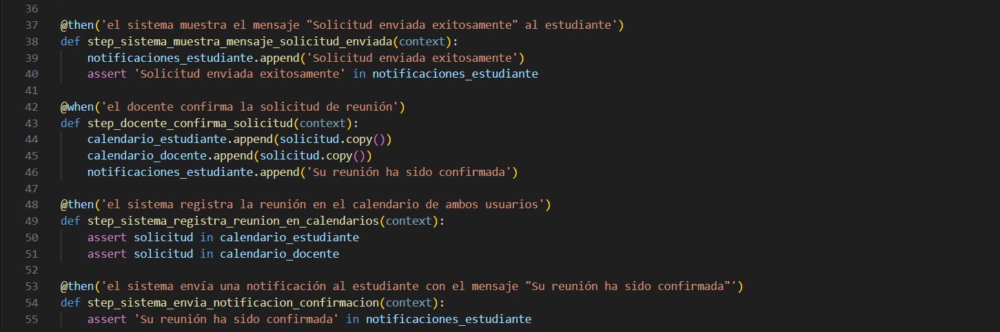 36
37 @then('el sistema muestra el mensaje "Solicitud enviada exitosamente" al estudiante')
38 def step_sistema_muestra_mensaje_solicitud_enviada(context):
39     notificaciones_estudiante.append('Solicitud enviada exitosamente')
40     assert 'Solicitud enviada exitosamente' in notificaciones_estudiante
41
42 @when('el docente confirma la solicitud de reunión')
43 def step_docente_confirma_solicitud(context):
44     calendario_estudiante.append(solicitud.copy())
45     calendario_docente.append(solicitud.copy())
46     notificaciones_estudiante.append('Su reunión ha sido confirmada')
47
48 @then('el sistema registra la reunión en el calendario de ambos usuarios')
49 def step_sistema_registra_reunion_en_calendarios(context):
50     assert solicitud in calendario_estudiante
51     assert solicitud in calendario_docente
52
53 @then('el sistema envía una notificación al estudiante con el mensaje "Su reunión ha sido confirmada"')
54 def step_sistema_envia_notificacion_confirmacion(context):
55     assert 'Su reunión ha sido confirmada' in notificaciones_estudiante